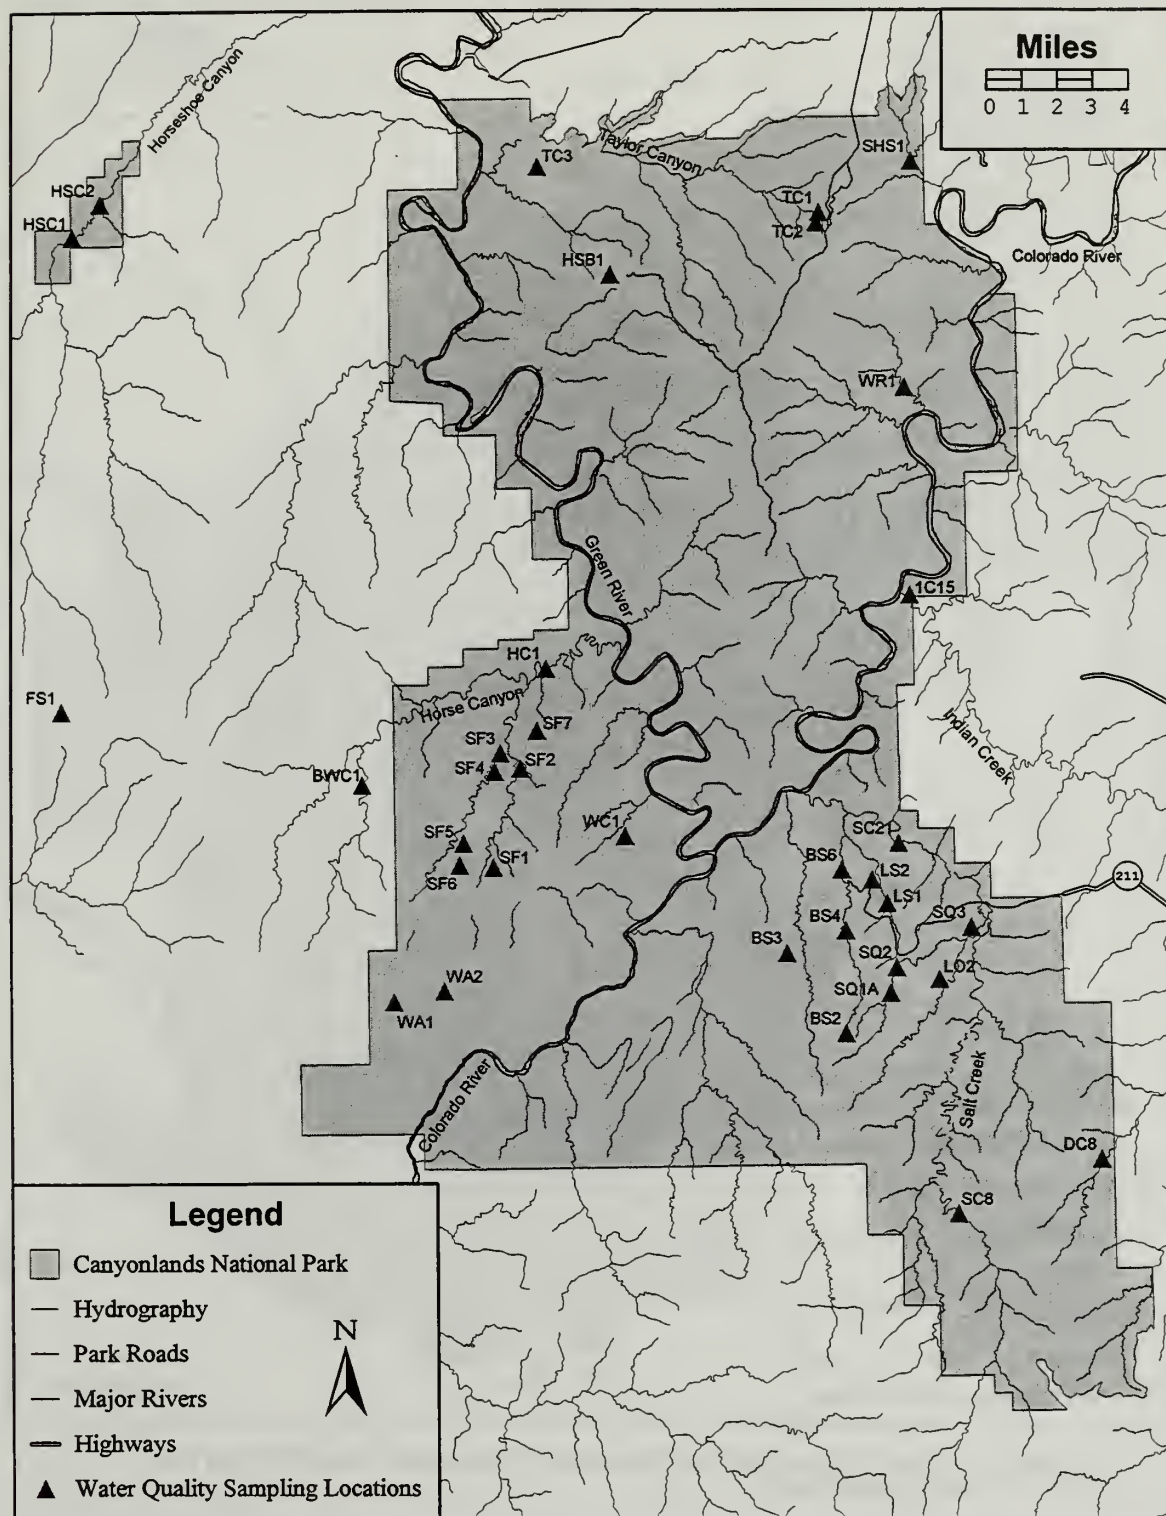 Miles
0 1 2 3 4
Horseshoe Canyon
Taylor Canyon
TC3
SHS1
HSC2
TC1
HSC1
TC2
Colorado River
HSB1
WR1
Green River
1C15
HC1
Horse Canyon
FS1
SF7
Indian Creek
SF3
SF4
SF2
BWC1
WC1
SC21
SF5
BS6
LS2
211
SF1
SF6
LS1
BS4
SQ3
BS3
SQ2
LO2
WA2
SQ1A
WA1
BS2
Salt Creek
Colorado River
DC8
SC8
Legend
Canyonlands National Park
Hydrography
Park Roads
Major Rivers
Highways
Water Quality Sampling Locations
N